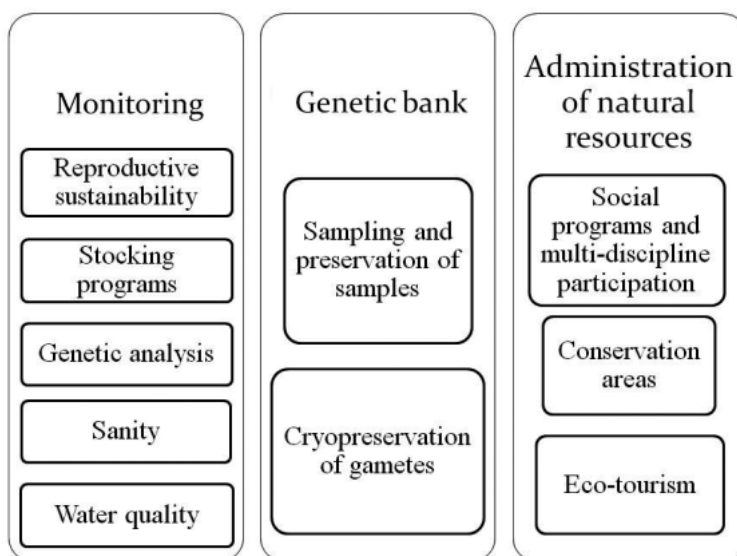 Monitoring
Reproductive
sustainability
Stocking
programs
Genetic analysis
Sanity
Water quality
Genetic bank
Sampling and
preservation of
samples
Cryopreservation
of gametes
Administration
of natural
resources
Social
programs and
multi-discipline
participation
Conservation
areas
Eco-tourism